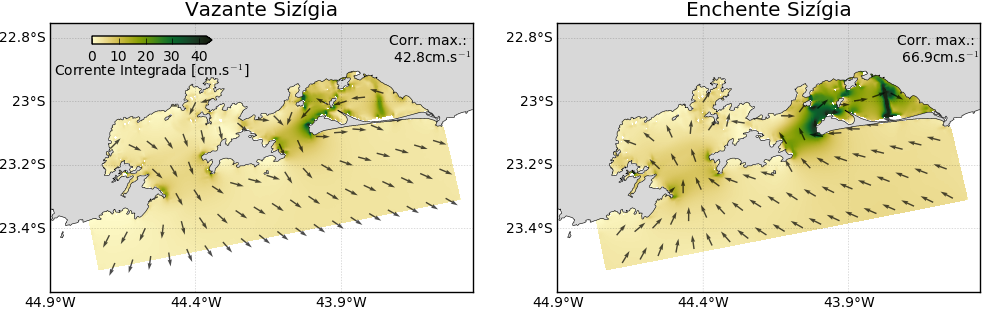 Vazante Sizígia
22.8°S
23°S
23.2°S
23.4°S
0 10 20 30 40
Corrente Integrada [cm.s⁻¹]
Corr. max.:
42.8cm.s⁻¹
44.9°W 44.4°W 43.9°W
Enchente Sizígia
22.8°S
23°S
23.2°S
23.4°S
Corr. max.:
66.9cm.s⁻¹
44.9°W 44.4°W 43.9°W